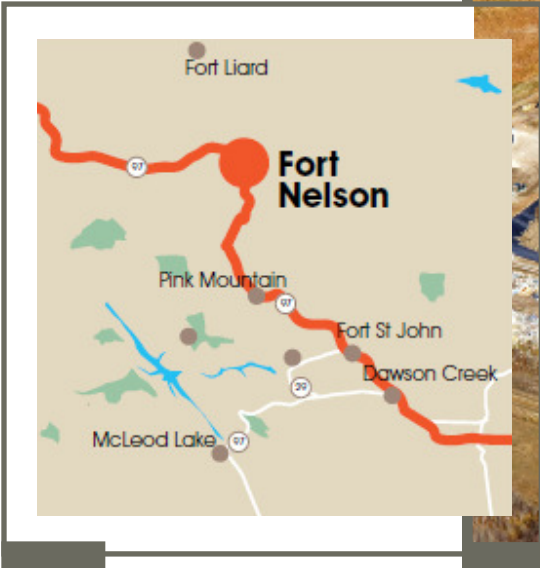 Fort Liard
97
Fort
Nelson
Pink Mountain
97
Fort St John
Dawson Creek
29
McLeod Lake
97